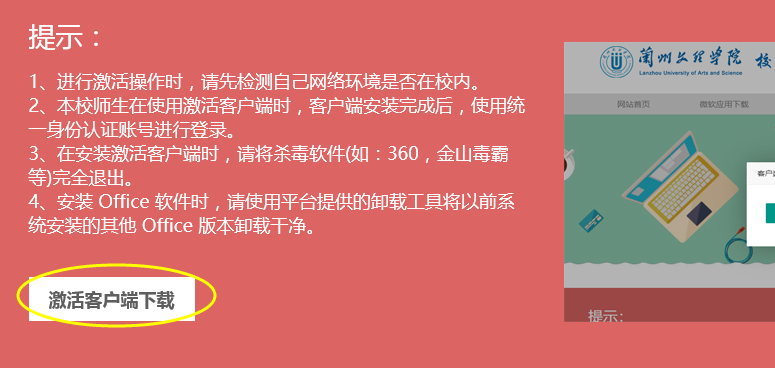 提示：
1、进行激活操作时，请先检测自己网络环境是否在校内。
2、本校师生在使用激活客户端时，客户端安装完成后，使用统
一身份认证账号进行登录。
3、在安装激活客户端时，请将杀毒软件(如：360，金山毒霸
等)完全退出。
4、安装 Office 软件时，请使用平台提供的卸载工具将以前系
统安装的其他 Office 版本卸载干净。
激活客户端下载
兰州文理学院 校
Lanzhou University of Arts and Science
网站首页 微软应用下载
客户
提示: